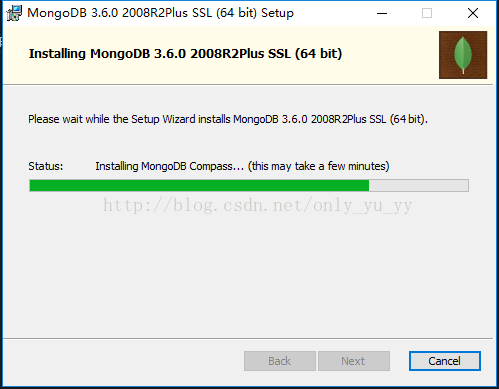 MongoDB 3.6.0 2008R2Plus SSL (64 bit) Setup
Installing MongoDB 3.6.0 2008R2Plus SSL (64 bit)
Please wait while the Setup Wizard installs MongoDB 3.6.0 2008R2Plus SSL (64 bit).
Status: Installing MongoDB Compass... (this may take a few minutes)
http://blog.csdn.net/only_yu_yy
Back Next Cancel